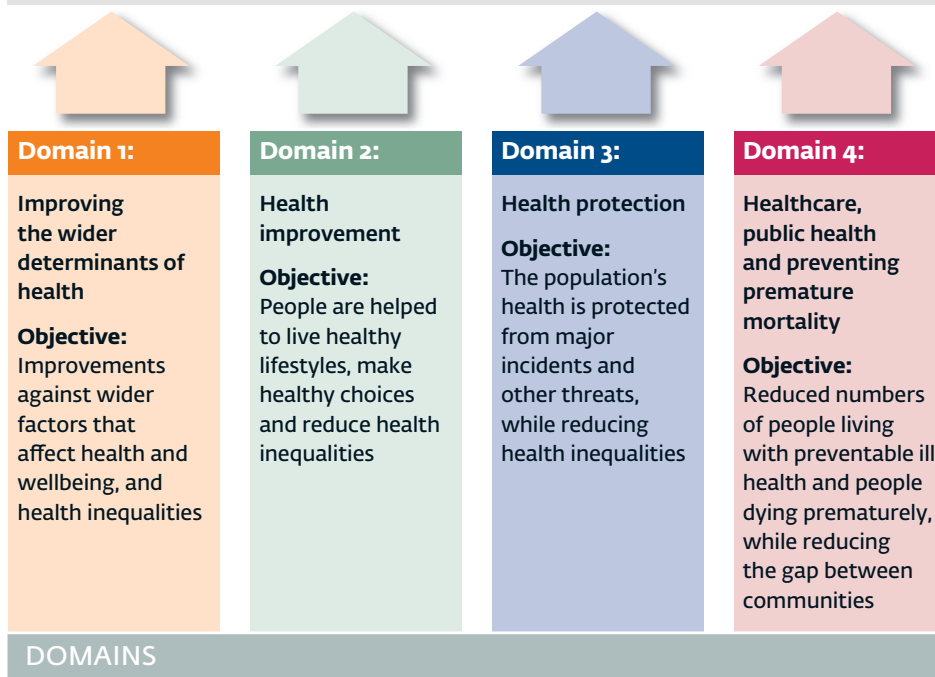 Domain 1:
Improving
the wider
determinants of
health
Objective:
Improvements
against wider
factors that
affect health and
wellbeing, and
health inequalities
Domain 2:
Health
improvement
Objective:
People are helped
to live healthy
lifestyles, make
healthy choices
and reduce health
inequalities
Domain 3:
Health protection
Objective:
The population’s
health is protected
from major
incidents and
other threats,
while reducing
health inequalities
Domain 4:
Healthcare,
public health
and preventing
premature
mortality
Objective:
Reduced numbers
of people living
with preventable ill
health and people
dying prematurely,
while reducing
the gap between
communities
DOMAINS